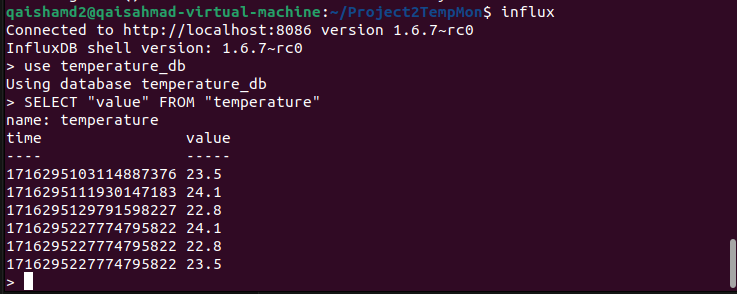 qaishamd2@qaisahmad-virtual-machine:~/Project2TempMon$ influx
Connected to http://localhost:8086 version 1.6.7~rc0
InfluxDB shell version: 1.6.7~rc0
> use temperature_db
Using database temperature_db
> SELECT "value" FROM "temperature"
name: temperature
time                value
----                -----
1716295103114887376 23.5
1716295111930147183 24.1
1716295129791598227 22.8
1716295227774795822 24.1
1716295227774795822 22.8
1716295227774795822 23.5
>